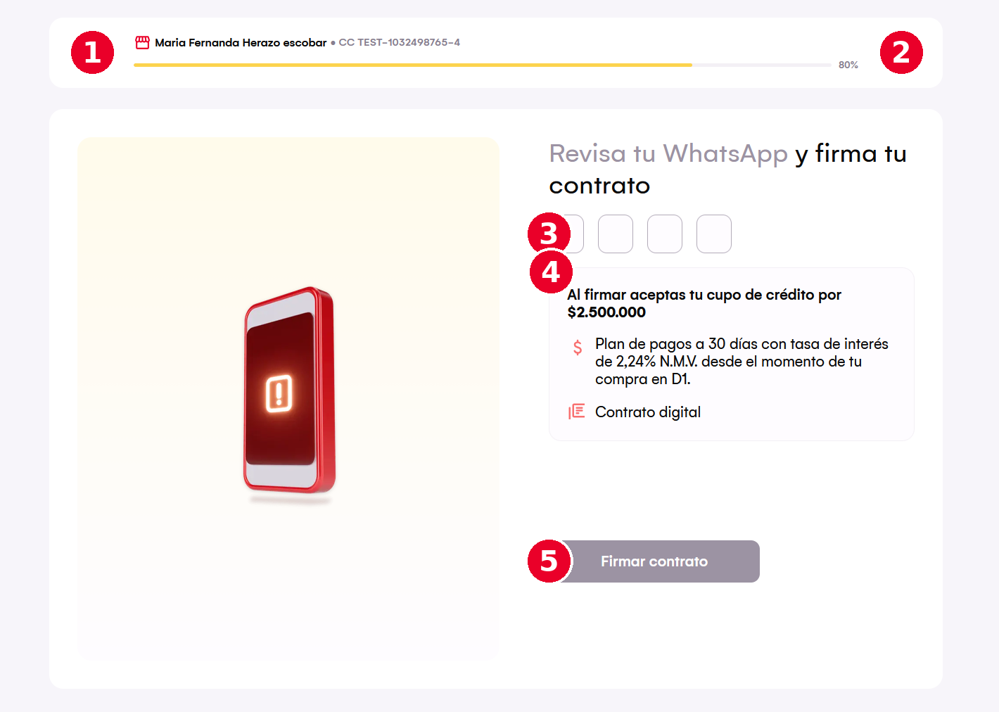 1
Maria Fernanda Herazo escobar • CC TEST-1032498765-4
80%
2
Revisa tu WhatsApp y firma tu
contrato
3
4
Al firmar aceptas tu cupo de crédito por
$2.500.000
$ Plan de pagos a 30 días con tasa de interés
de 2,24% N.M.V. desde el momento de tu
compra en D1.
Contrato digital
5
Firmar contrato